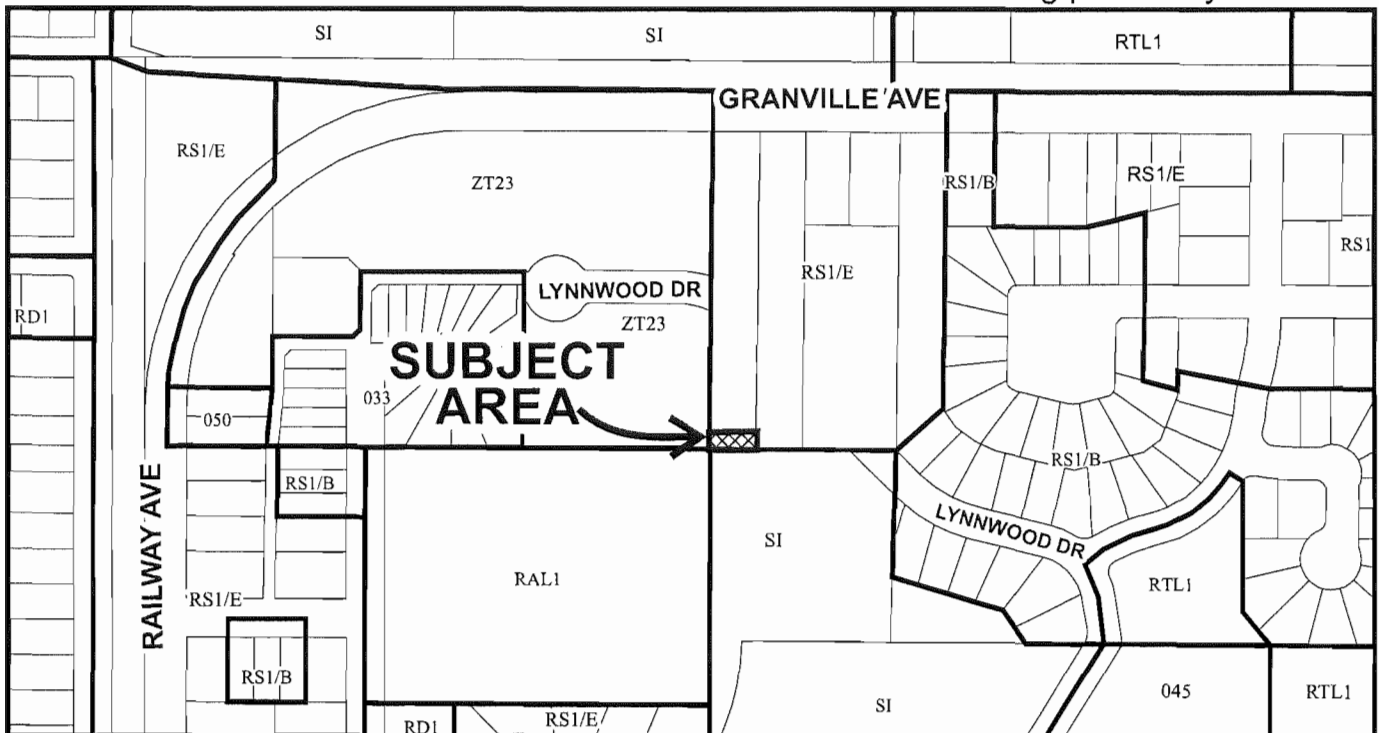 SI
SI
RTL1
GRANVILLE AVE
RS1/E
ZT23
RS1/B
RS1/E
RS1
RS1/E
LYNNWOOD DR
RD1
ZT23
SUBJECT
AREA
033
050
RS1/B
RS1/B
LYNNWOOD DR
SI
RAILWAY AVE
RAL1
RTL1
RS1/E
RS1/B
045
RTL1
SI
RD1
RS1/E